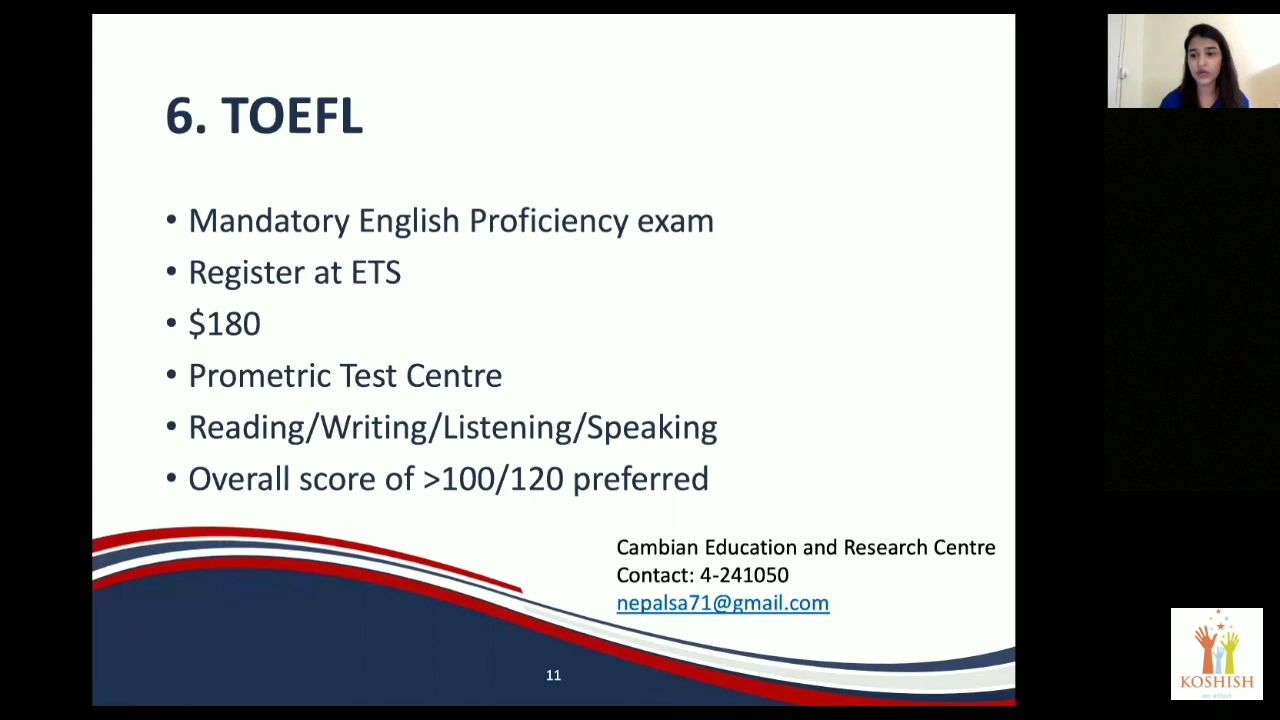 6. TOEFL
• Mandatory English Proficiency exam
• Register at ETS
• $180
• Prometric Test Centre
• Reading/Writing/Listening/Speaking
• Overall score of >100/120 preferred
Cambian Education and Research Centre
Contact: 4-241050
nepalsa71@gmail.com
11
KOSHISH
an effort